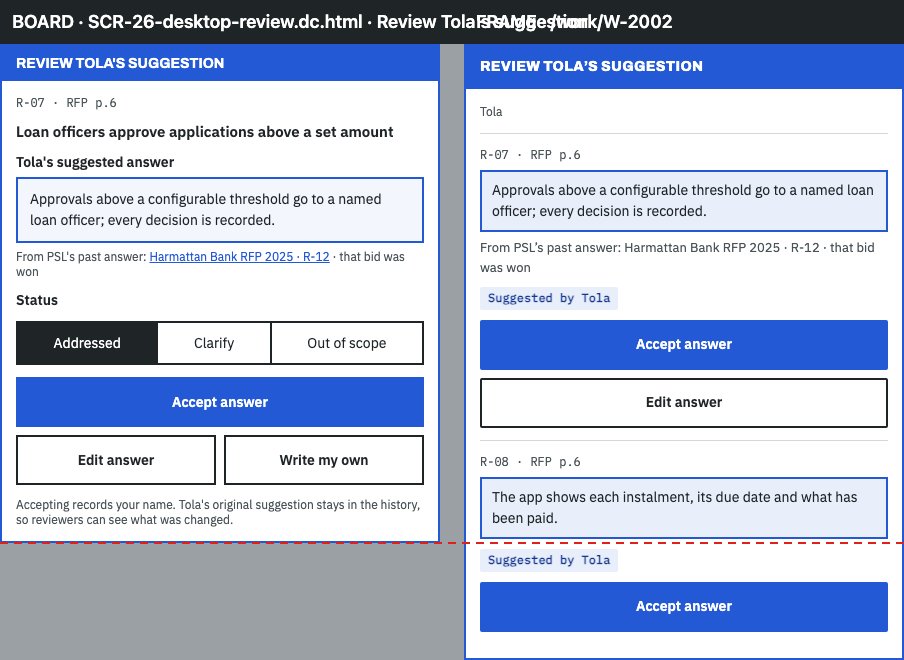 BOARD · SCR-26-desktop-review.dc.html · Review Tola's suggestion
FRAME · /work/W-2002
REVIEW TOLA'S SUGGESTION
R-07 · RFP p.6
Loan officers approve applications above a set amount
Tola's suggested answer
Approvals above a configurable threshold go to a named
loan officer; every decision is recorded.
From PSL's past answer: Harmattan Bank RFP 2025 · R-12 · that bid was
won
Status
Addressed
Clarify
Out of scope
Accept answer
Edit answer
Write my own
Accepting records your name. Tola's original suggestion stays in the history,
so reviewers can see what was changed.
REVIEW TOLA’S SUGGESTION
Tola
R-07 · RFP p.6
Approvals above a configurable threshold go to a named loan
officer; every decision is recorded.
From PSL’s past answer: Harmattan Bank RFP 2025 · R-12 · that bid
was won
Suggested by Tola
Accept answer
Edit answer
R-08 · RFP p.6
The app shows each instalment, its due date and what has
been paid.
Suggested by Tola
Accept answer